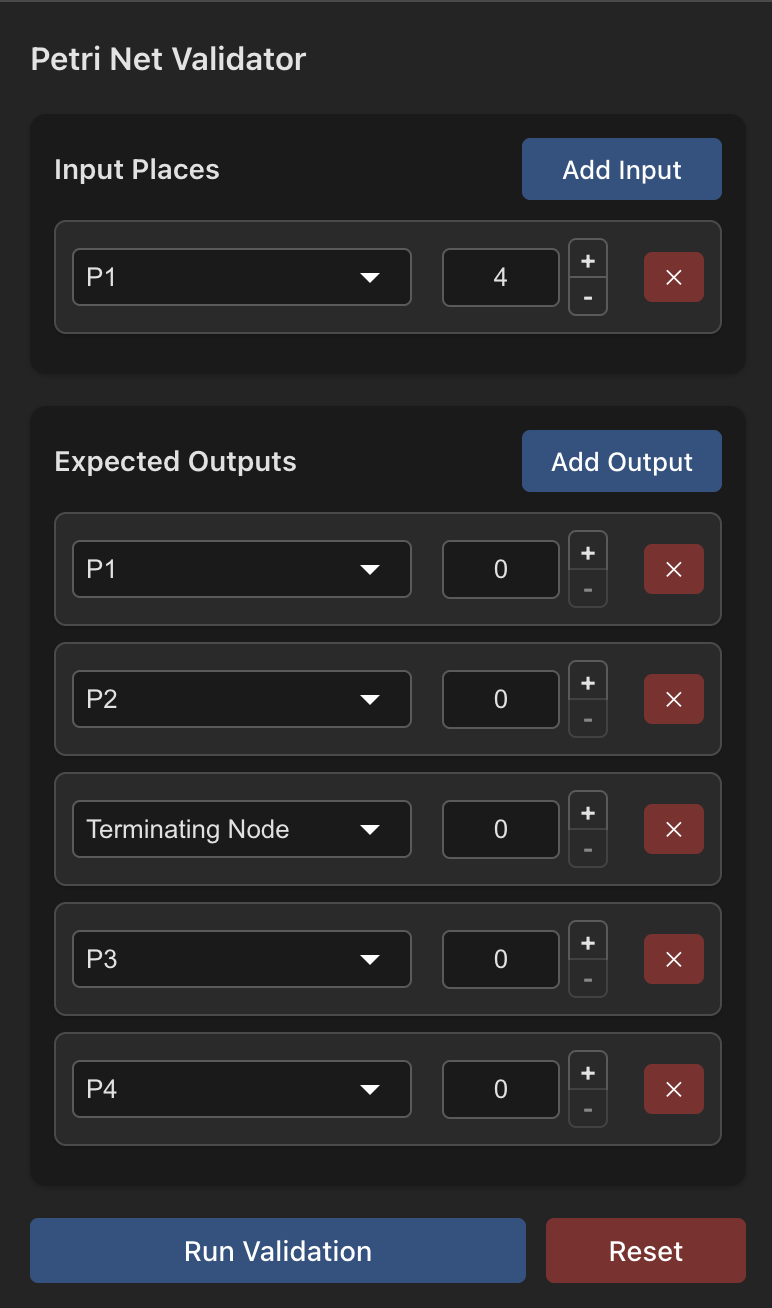 Petri Net Validator
Input Places
Add Input
P1
4
+
-
×
Expected Outputs
Add Output
P1
0
+
-
×
P2
0
+
-
×
Terminating Node
0
+
-
×
P3
0
+
-
×
P4
0
+
-
×
Run Validation
Reset